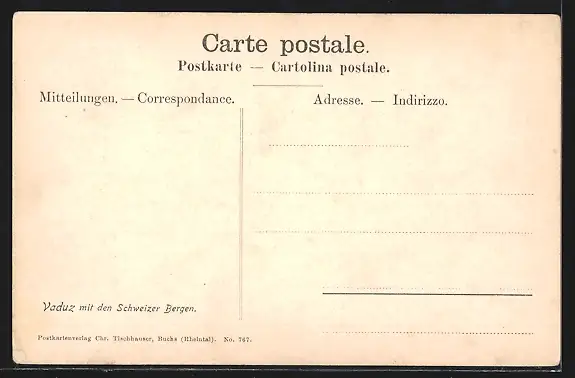 Carte postale.
Postkarte — Cartolina postale.
Mitteilungen. — Correspondance.
Adresse. — Indirizzo.
Vaduz mit den Schweizer Bergen.
Postkartenverlag Chr. Tischhauser, Buchs (Rheintal). No. 767.